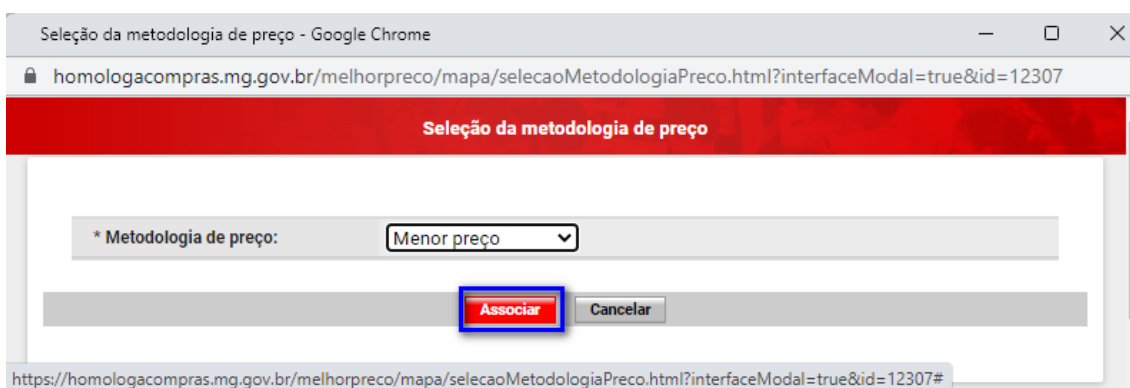 Seleção da metodologia de preço - Google Chrome
homologacompras.mg.gov.br/melhorpreco/mapa/selecaoMetodologiaPreco.html?interfaceModal=true&id=12307
Seleção da metodologia de preço
* Metodologia de preço: Menor preço
Associar Cancelar
https://homologacompras.mg.gov.br/melhorpreco/mapa/selecaoMetodologiaPreco.html?interfaceModal=true&id=12307#